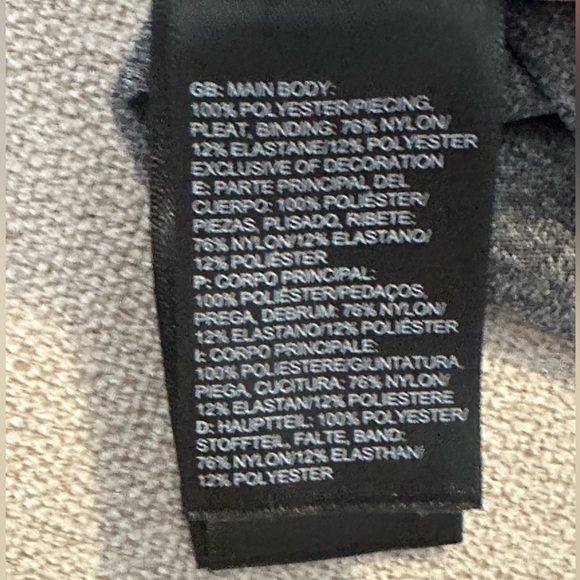 GB: MAIN BODY:
100% POLYESTER/PIECING,
PLEAT, BINDING: 76% NYLON/
12% ELASTANE/12% POLYESTER
EXCLUSIVE OF DECORATION
E: PARTE PRINCIPAL DEL
CUERPO: 100% POLIÉSTER/
PIEZAS, PLISADO, RIBETE:
76% NYLON/12% ELASTANO/
12% POLIÉSTER
P: CORPO PRINCIPAL:
100% POLIÉSTER/PEDAÇOS,
PREGA, DEBRUM: 76% NYLON/
12% ELASTANO/12% POLIÉSTER
I: CORPO PRINCIPALE:
100% POLIESTERE/GIUNTATURA,
PIEGA, CUCITURA: 76% NYLON/
12% ELASTAN/12% POLIESTERE
D: HAUPTTEIL: 100% POLYESTER/
STOFFTEIL, FALTE, BAND:
76% NYLON/12% ELASTHAN/
12% POLYESTER